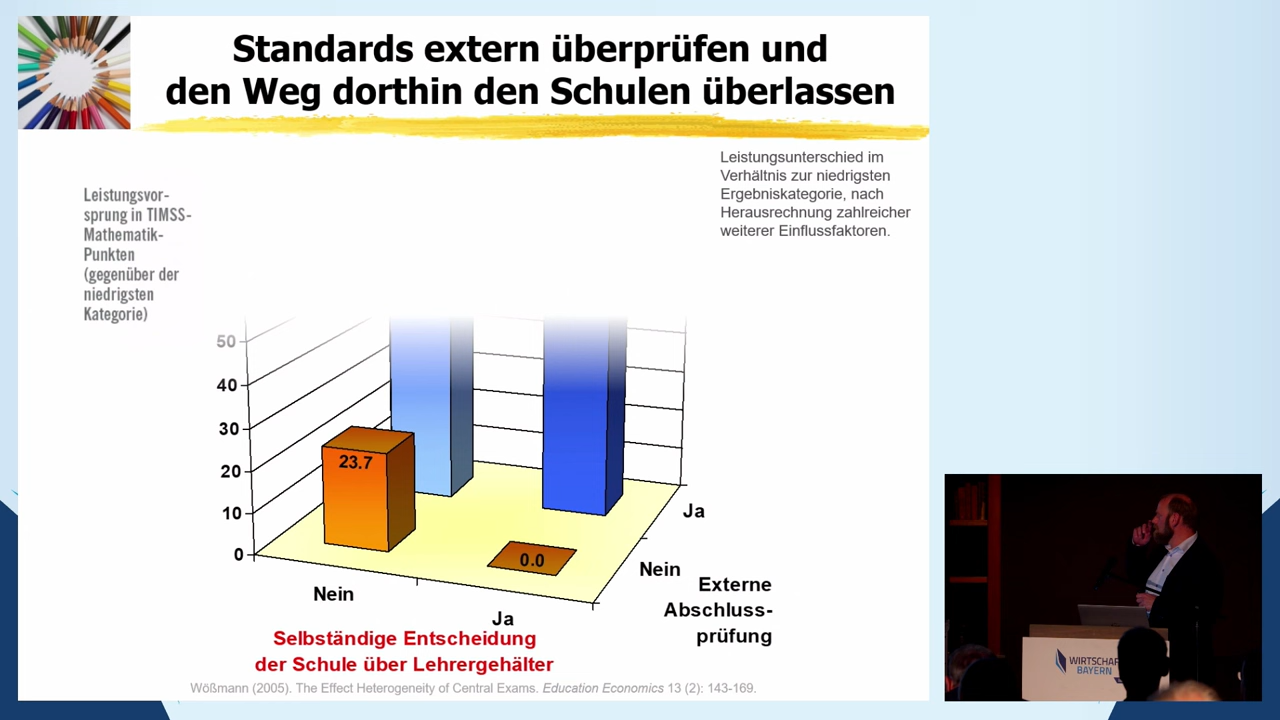 Standards extern überprüfen und
den Weg dorthin den Schulen überlassen
Leistungsunterschied im
Verhältnis zur niedrigsten
Ergebniskategorie, nach
Herausrechnung zahlreicher
weiterer Einflussfaktoren.
Leistungsvor-
sprung in TIMSS-
Mathematik-
Punkten
(gegenüber der
niedrigsten
Kategorie)
50
40
30
20
10
0
23.7
0.0
Nein
Ja
Ja
Nein
Externe
Abschluss-
prüfung
Selbständige Entscheidung
der Schule über Lehrergehälter
Wößmann (2005). The Effect Heterogeneity of Central Exams. Education Economics 13 (2): 143-169.
BAYERN